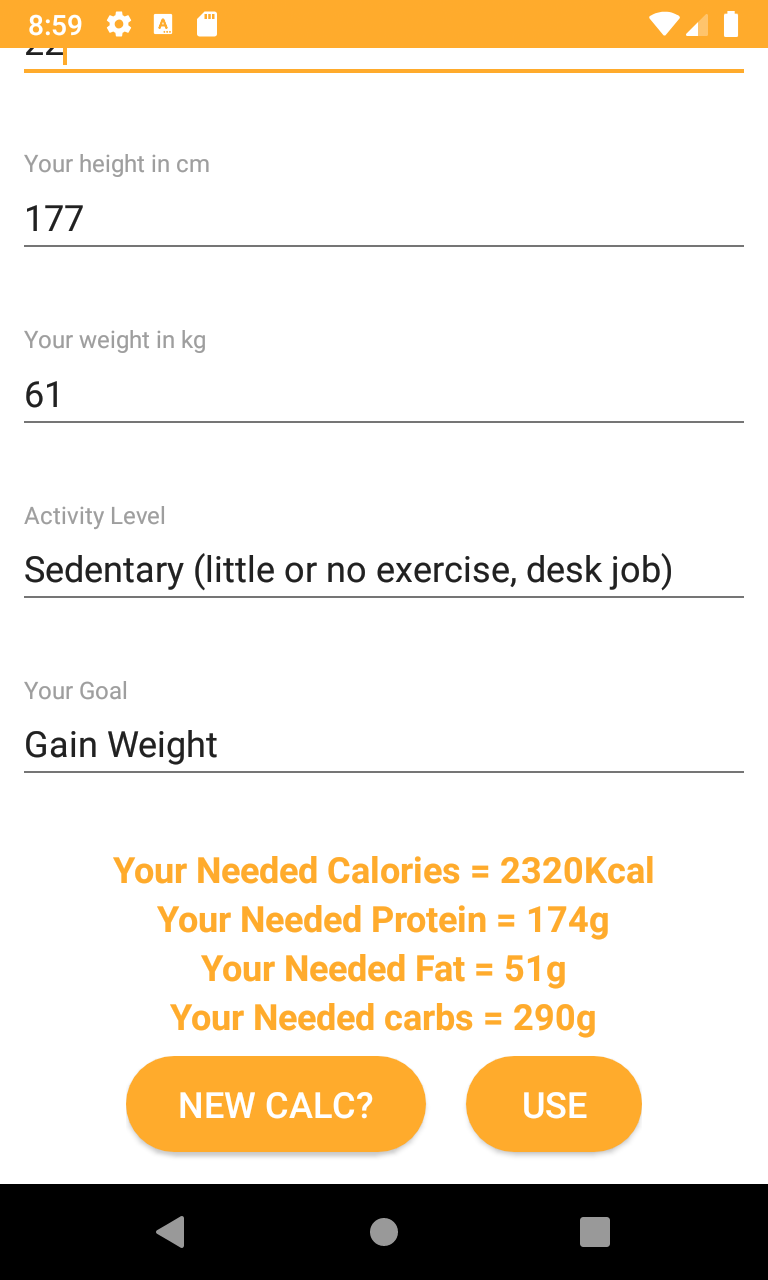 8:59
22
Your height in cm
177
Your weight in kg
61
Activity Level
Sedentary (little or no exercise, desk job)
Your Goal
Gain Weight
Your Needed Calories = 2320Kcal
Your Needed Protein = 174g
Your Needed Fat = 51g
Your Needed carbs = 290g
NEW CALC?
USE